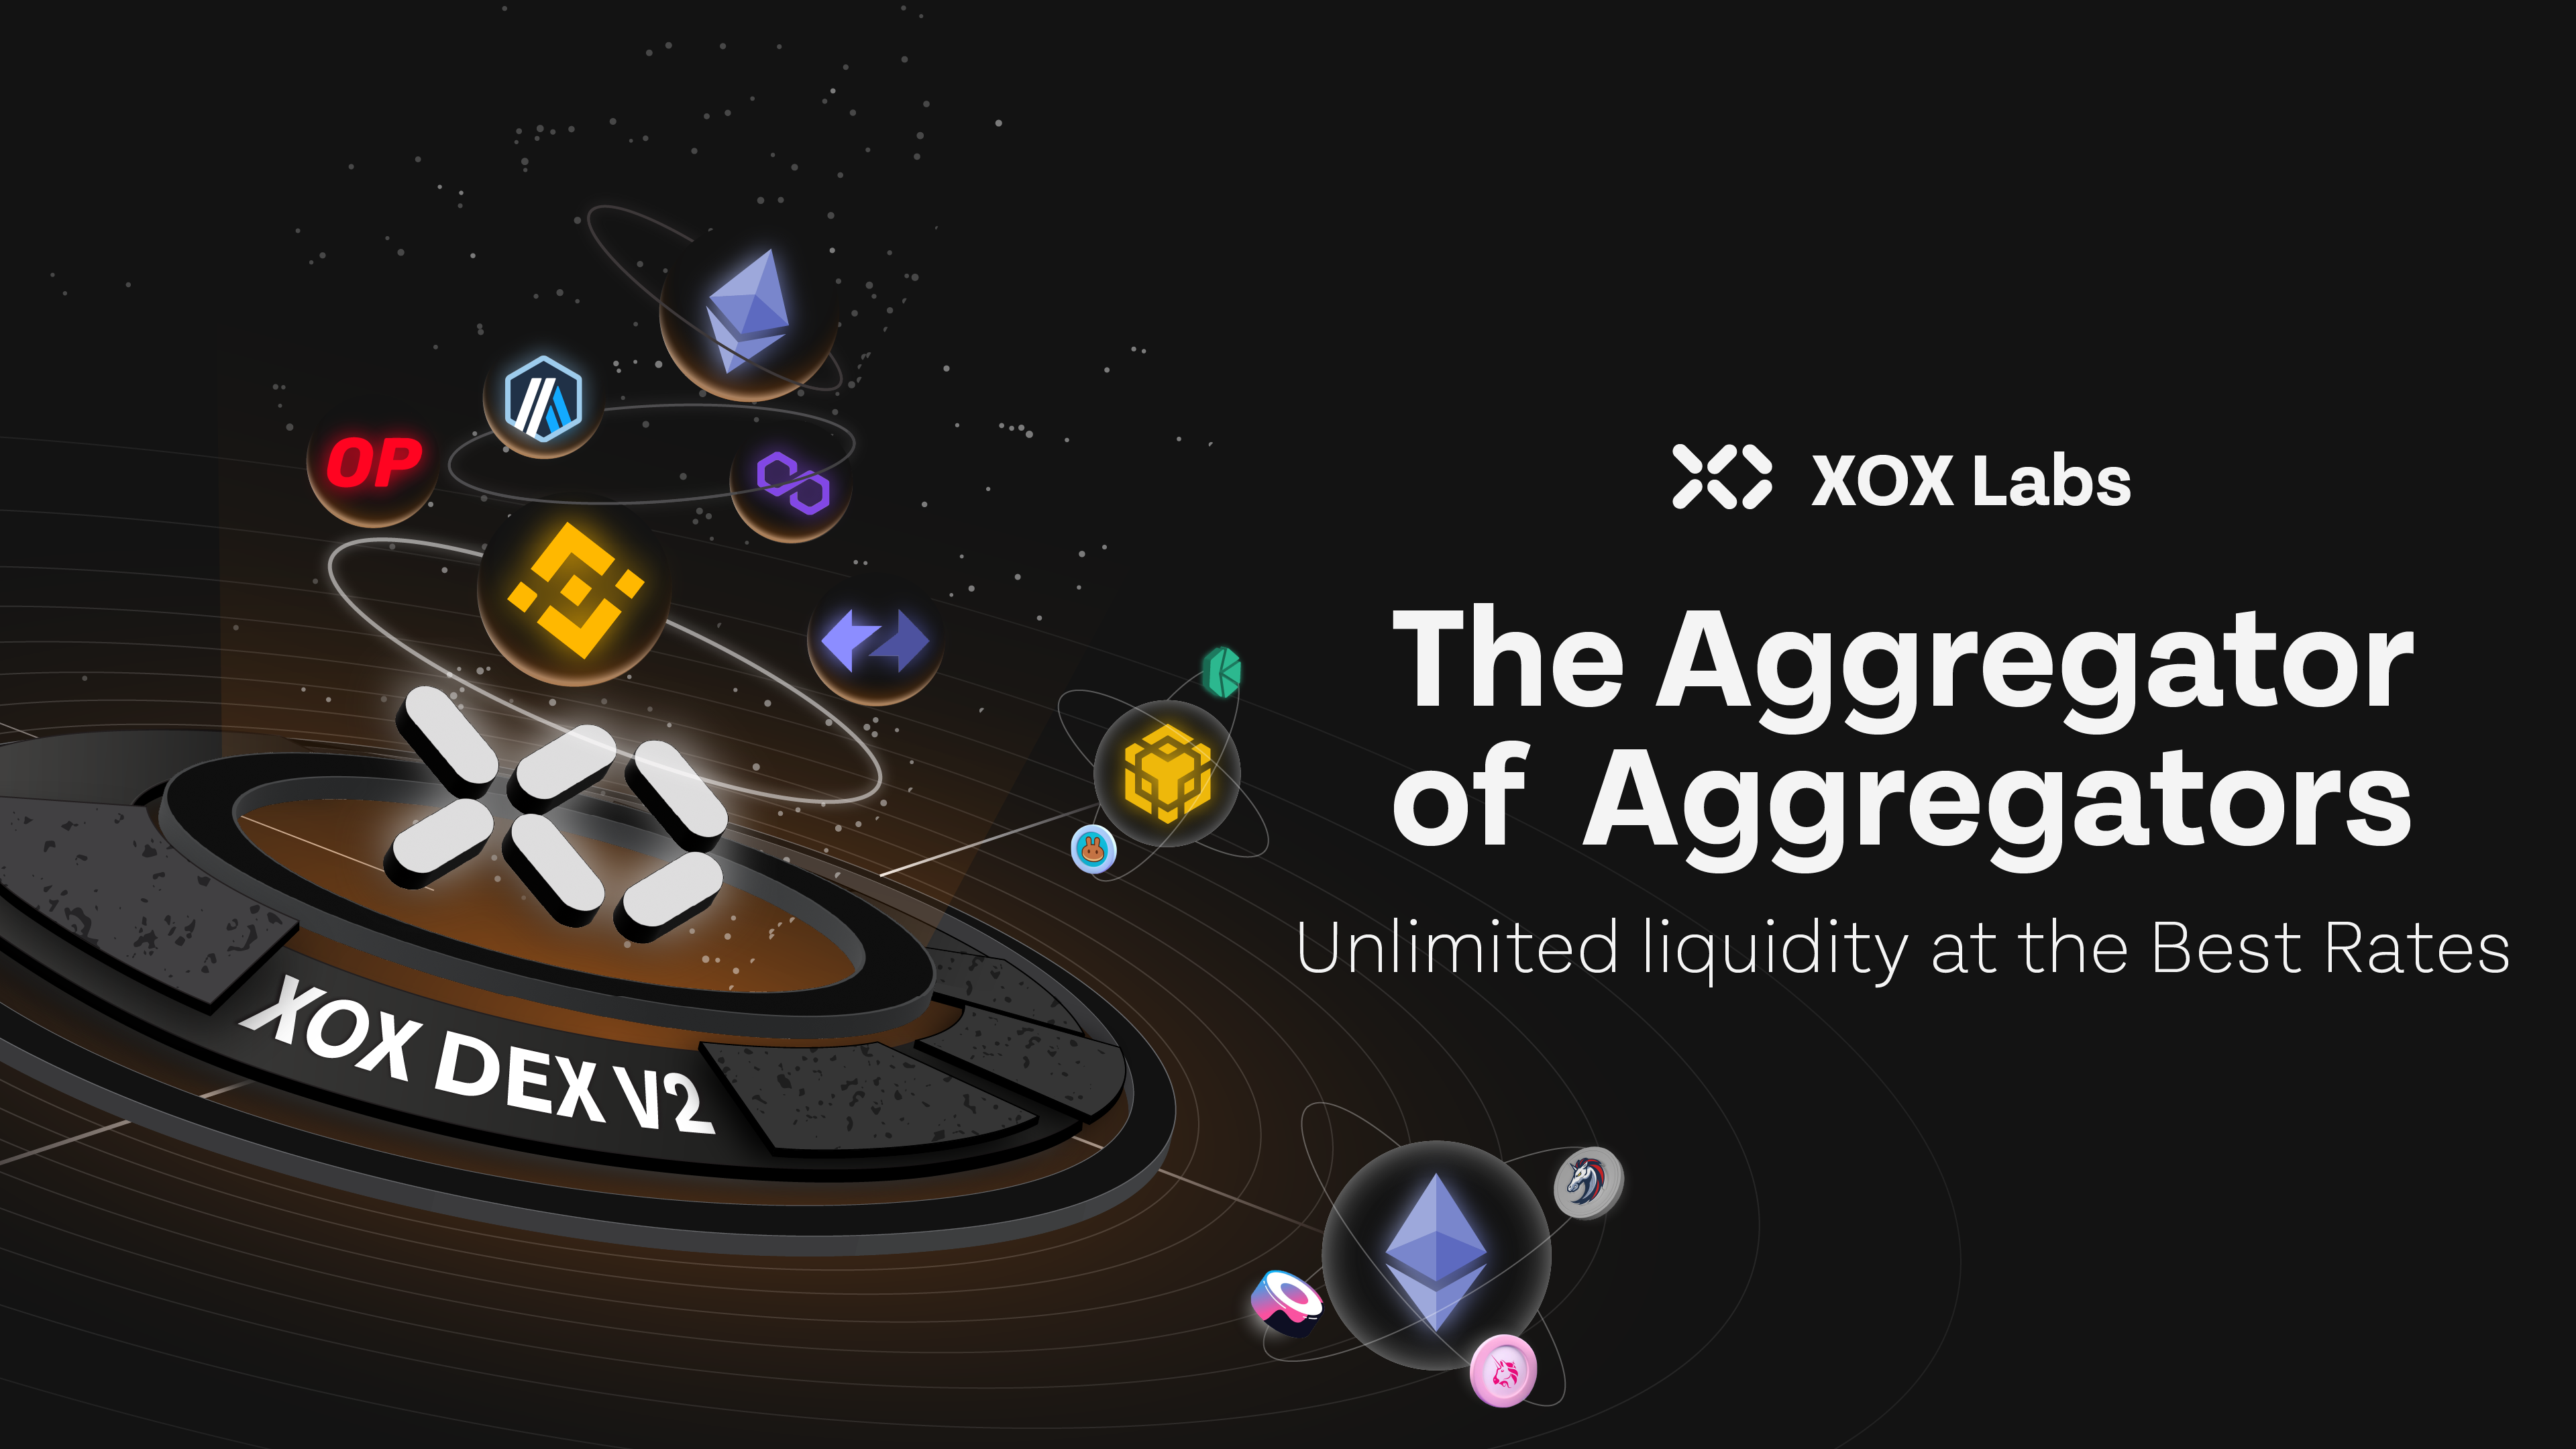 OP
XOX DEX V2
XOX Labs
The Aggregator
of Aggregators
Unlimited liquidity at the Best Rates